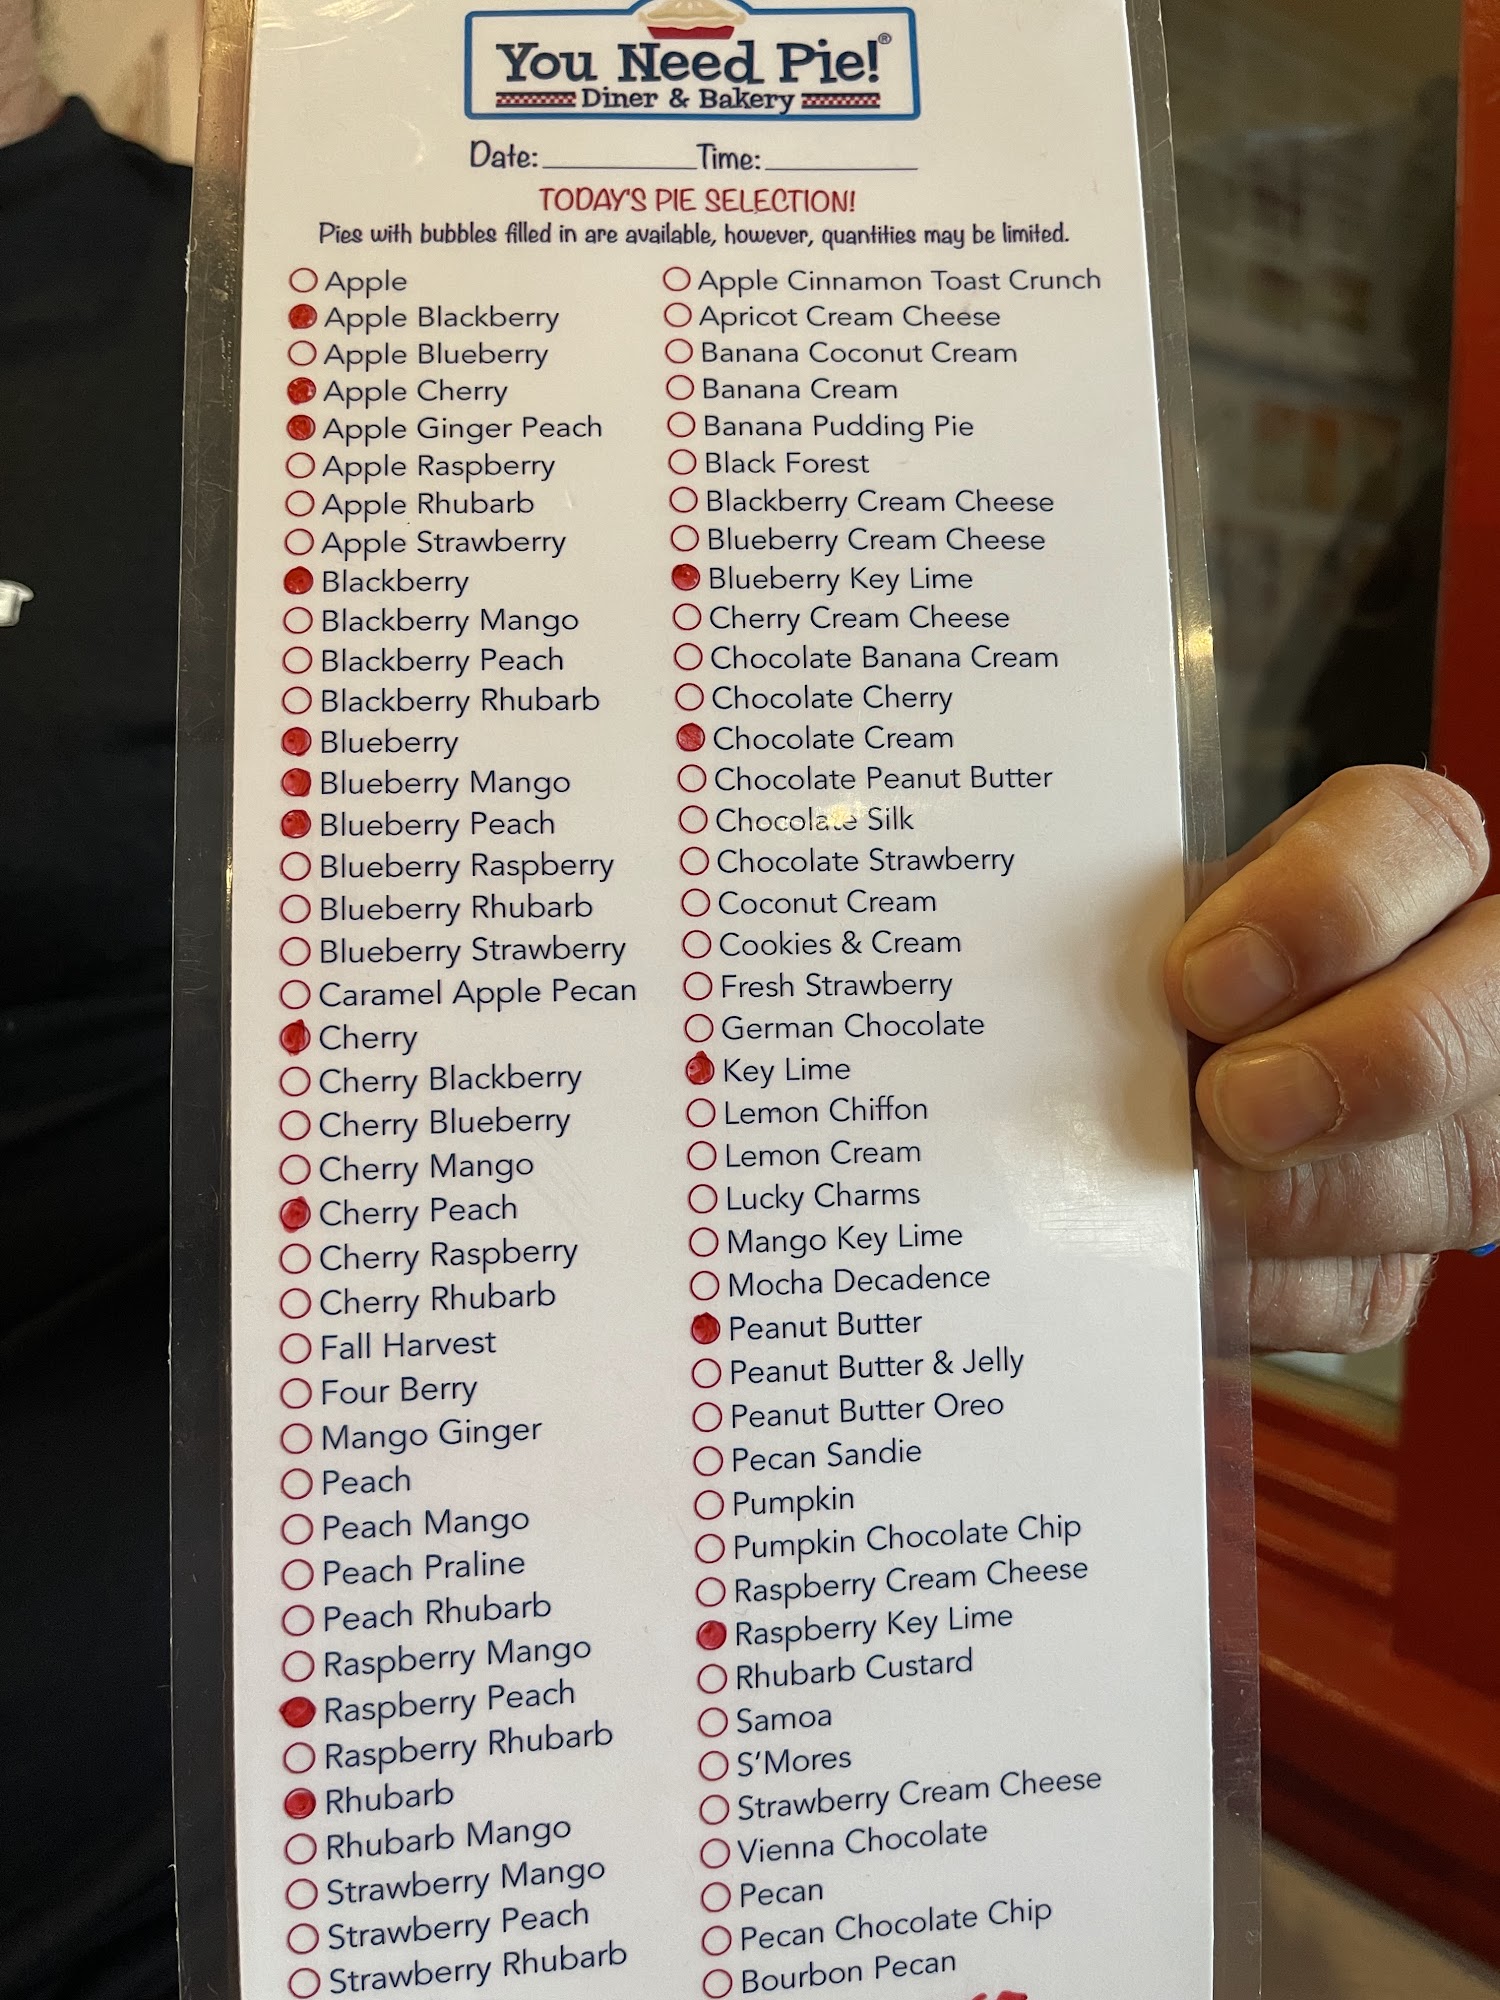 You Need Pie!®
Diner & Bakery
Date:__________Time:__________
TODAY'S PIE SELECTION!
Pies with bubbles filled in are available, however, quantities may be limited.
Apple
Apple Blackberry
Apple Blueberry
Apple Cherry
Apple Ginger Peach
Apple Raspberry
Apple Rhubarb
Apple Strawberry
Blackberry
Blackberry Mango
Blackberry Peach
Blackberry Rhubarb
Blueberry
Blueberry Mango
Blueberry Peach
Blueberry Raspberry
Blueberry Rhubarb
Blueberry Strawberry
Caramel Apple Pecan
Cherry
Cherry Blackberry
Cherry Blueberry
Cherry Mango
Cherry Peach
Cherry Raspberry
Cherry Rhubarb
Fall Harvest
Four Berry
Mango Ginger
Peach
Peach Mango
Peach Praline
Peach Rhubarb
Raspberry Mango
Raspberry Peach
Raspberry Rhubarb
Rhubarb
Rhubarb Mango
Strawberry Mango
Strawberry Peach
Strawberry Rhubarb
Apple Cinnamon Toast Crunch
Apricot Cream Cheese
Banana Coconut Cream
Banana Cream
Banana Pudding Pie
Black Forest
Blackberry Cream Cheese
Blueberry Cream Cheese
Blueberry Key Lime
Cherry Cream Cheese
Chocolate Banana Cream
Chocolate Cherry
Chocolate Cream
Chocolate Peanut Butter
Chocolate Silk
Chocolate Strawberry
Coconut Cream
Cookies & Cream
Fresh Strawberry
German Chocolate
Key Lime
Lemon Chiffon
Lemon Cream
Lucky Charms
Mango Key Lime
Mocha Decadence
Peanut Butter
Peanut Butter & Jelly
Peanut Butter Oreo
Pecan Sandie
Pumpkin
Pumpkin Chocolate Chip
Raspberry Cream Cheese
Raspberry Key Lime
Rhubarb Custard
Samoa
S'Mores
Strawberry Cream Cheese
Vienna Chocolate
Pecan
Pecan Chocolate Chip
Bourbon Pecan